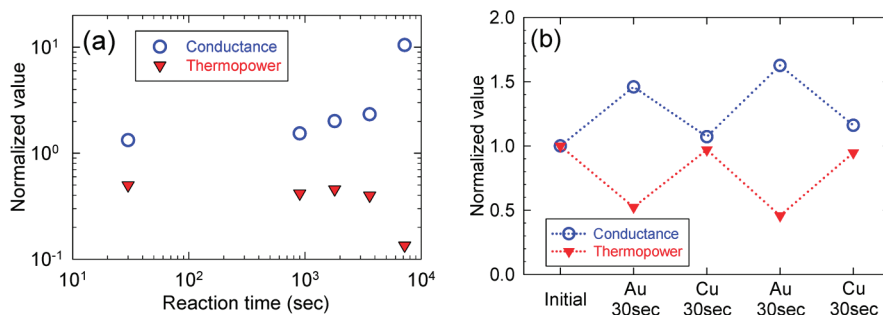 (a)
Conductance
Thermopower
Normalized value
10^1
10^0
10^-1
10^1
10^2
10^3
10^4
Reaction time (sec)
(b)
Normalized value
2.0
1.5
1.0
0.5
0.0
Conductance
Thermopower
Initial
Au
30sec
Cu
30sec
Au
30sec
Cu
30sec